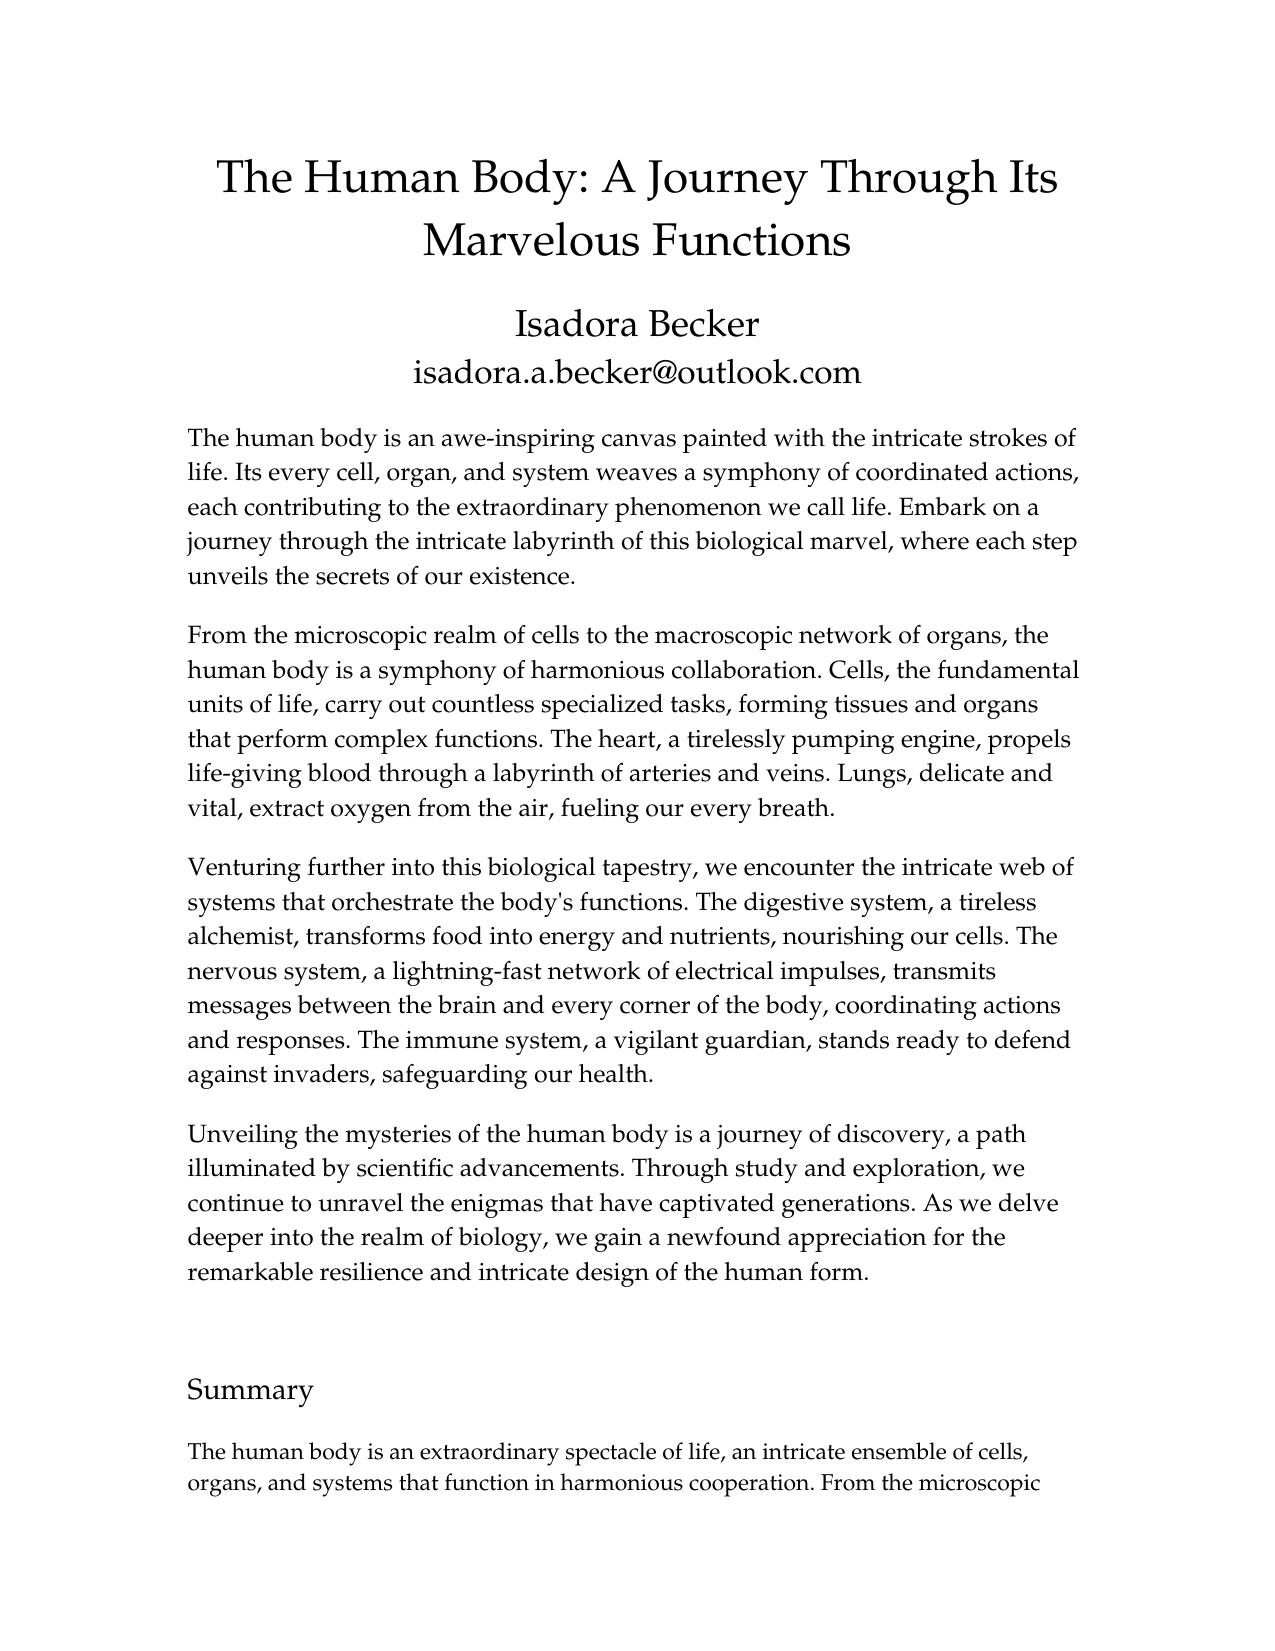 The Human Body: A Journey Through Its
Marvelous Functions
Isadora Becker
isadora.a.becker@outlook.com
The human body is an awe-inspiring canvas painted with the intricate strokes of
life. Its every cell, organ, and system weaves a symphony of coordinated actions,
each contributing to the extraordinary phenomenon we call life. Embark on a
journey through the intricate labyrinth of this biological marvel, where each step
unveils the secrets of our existence.
From the microscopic realm of cells to the macroscopic network of organs, the
human body is a symphony of harmonious collaboration. Cells, the fundamental
units of life, carry out countless specialized tasks, forming tissues and organs
that perform complex functions. The heart, a tirelessly pumping engine, propels
life-giving blood through a labyrinth of arteries and veins. Lungs, delicate and
vital, extract oxygen from the air, fueling our every breath.
Venturing further into this biological tapestry, we encounter the intricate web of
systems that orchestrate the body's functions. The digestive system, a tireless
alchemist, transforms food into energy and nutrients, nourishing our cells. The
nervous system, a lightning-fast network of electrical impulses, transmits
messages between the brain and every corner of the body, coordinating actions
and responses. The immune system, a vigilant guardian, stands ready to defend
against invaders, safeguarding our health.
Unveiling the mysteries of the human body is a journey of discovery, a path
illuminated by scientific advancements. Through study and exploration, we
continue to unravel the enigmas that have captivated generations. As we delve
deeper into the realm of biology, we gain a newfound appreciation for the
remarkable resilience and intricate design of the human form.
Summary
The human body is an extraordinary spectacle of life, an intricate ensemble of cells,
organs, and systems that function in harmonious cooperation. From the microscopic